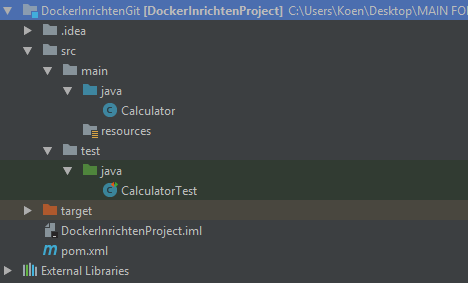 DockerInrichtenGit [DockerInrichtenProject] C:\Users\Koen\Desktop\MAIN FO
.idea
src
main
java
Calculator
resources
test
java
CalculatorTest
target
DockerInrichtenProject.iml
pom.xml
External Libraries